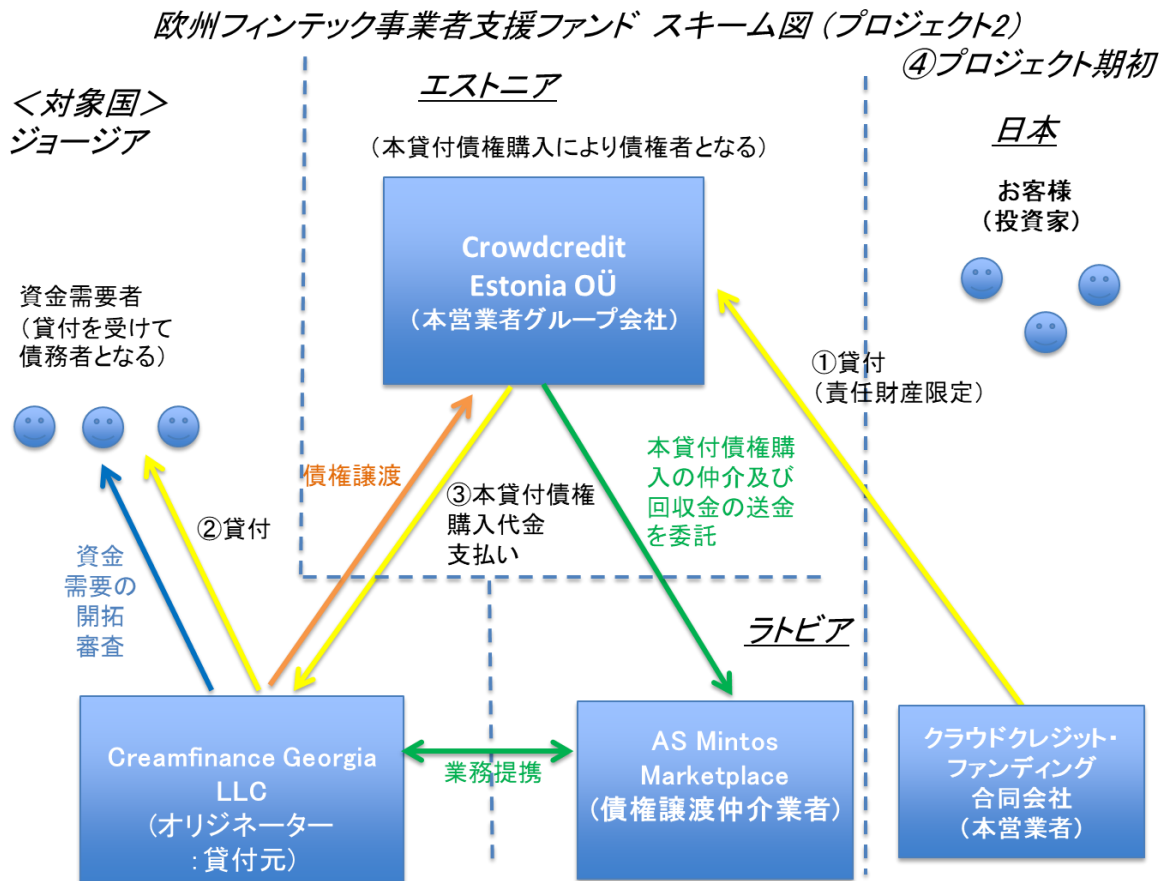 欧州フィンテック事業者支援ファンド スキーム図（プロジェクト2）
④プロジェクト期初
＜対象国＞
ジョージア
エストニア
日本
（本貸付債権購入により債権者となる）
お客様
（投資家）
Crowdcredit
Estonia OÜ
（本営業者グループ会社）
資金需要者
（貸付を受けて
債務者となる）
①貸付
（責任財産限定）
債権譲渡
③本貸付債権
購入代金
支払い
本貸付債権購
入の仲介及び
回収金の送金
を委託
②貸付
資金
需要の
開拓
審査
ラトビア
Creamfinance Georgia
LLC
（オリジネーター
：貸付元）
業務提携
AS Mintos
Marketplace
（債権譲渡仲介業者）
クラウドクレジット・
ファンディング
合同会社
（本営業者）